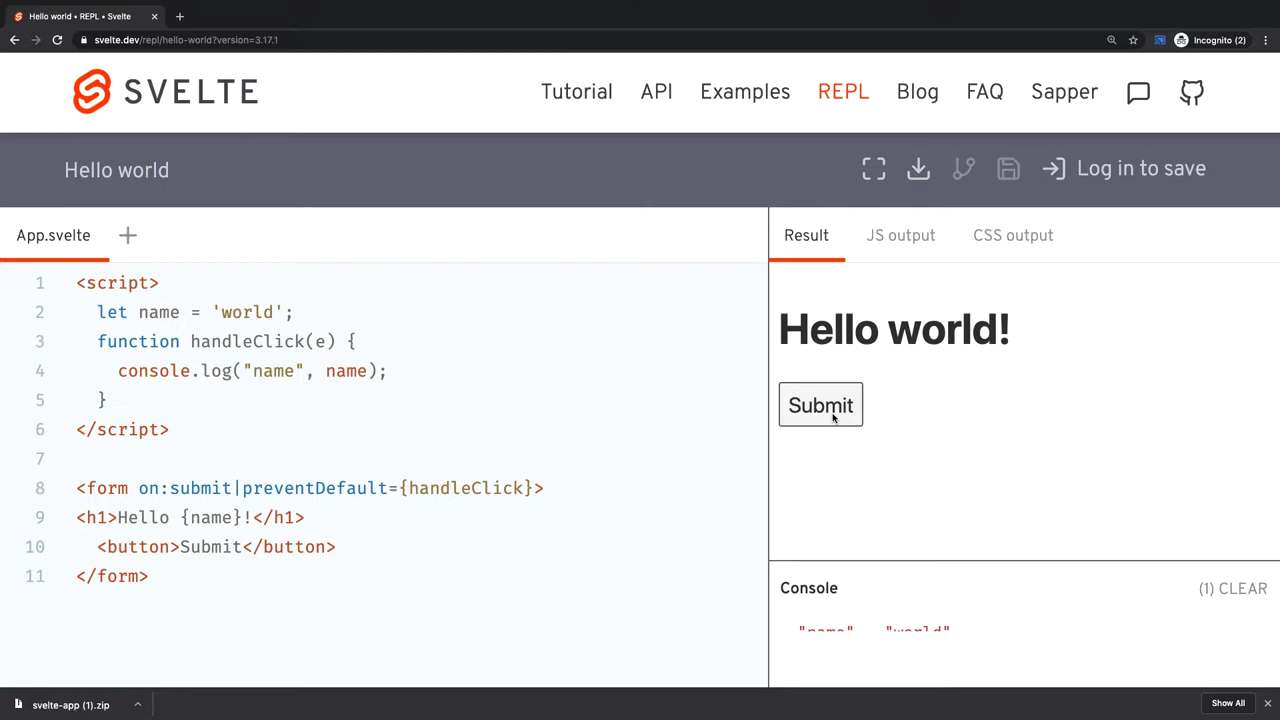 Hello world • REPL • Svelte
svelte.dev/repl/hello-world?version=3.17.1
Incognito (2)
SVELTE
Tutorial
API
Examples
REPL
Blog
FAQ
Sapper
Hello world
Log in to save
App.svelte
Result
JS output
CSS output
1 <script>
2 let name = 'world';
3 function handleClick(e) {
4 console.log("name", name);
5 }
6 </script>
7
8 <form on:submit|preventDefault={handleClick}>
9 <h1>Hello {name}!</h1>
10 <button>Submit</button>
11 </form>
Hello world!
Submit
Console
(1) CLEAR
"name" "world"
svelte-app (1).zip
Show All